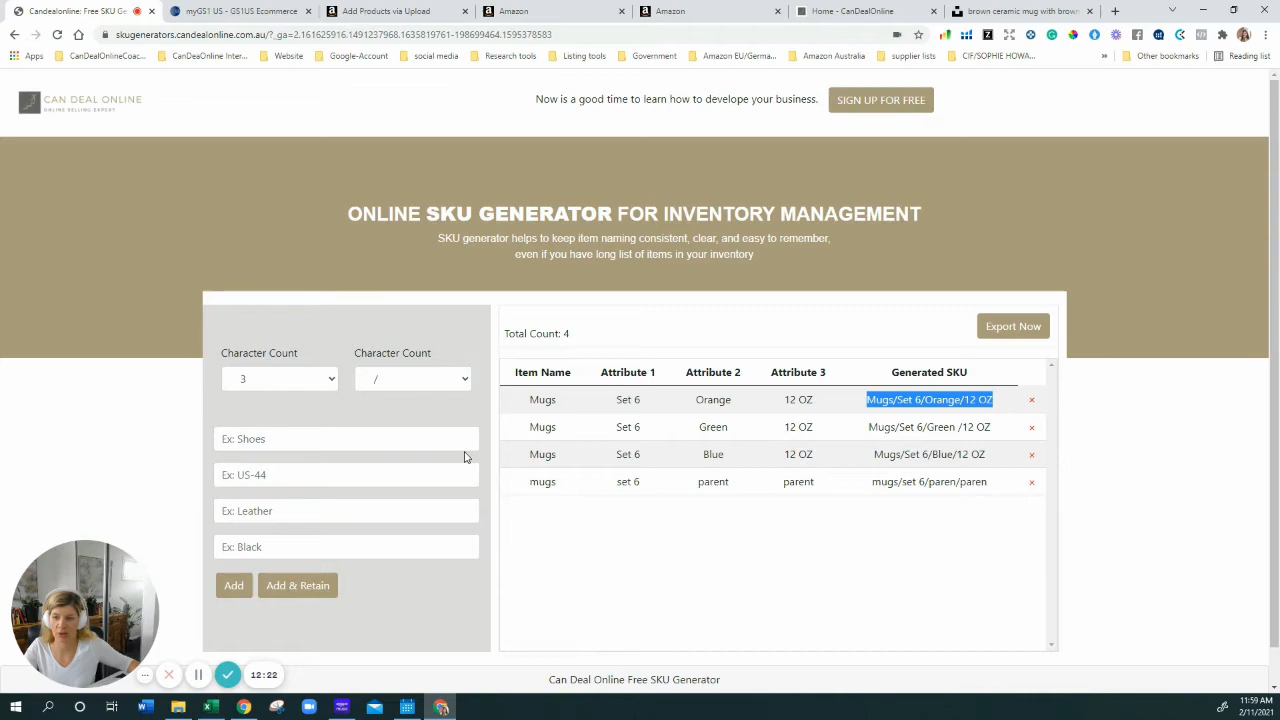 Candealonline: Free SKU Ge
myGS1 US - GS1US Ecommerce
Add Products via Upload
Amazon
Amazon
Home - CanDealOnline
brown ceramic mug with brown
skugenerators.candealonline.com.au/?_ga=2.161625916.1491237968.1635819761-198699464.1595378583
Apps
CanDealOnlineCoac...
CanDealOnline Inter...
Website
Google-Account
social media
Research tools
Listing tools
Government
Amazon EU/Germa...
Amazon Australia
supplier lists
CIF/SOPHIE HOWA...
»
Other bookmarks
Reading list
CAN DEAL ONLINE
ONLINE SELLING EXPERT
Now is a good time to learn how to develop your business.
SIGN UP FOR FREE
ONLINE SKU GENERATOR FOR INVENTORY MANAGEMENT
SKU generator helps to keep item naming consistent, clear, and easy to remember,
even if you have long list of items in your inventory
Character Count
Character Count
3
/
Ex: Shoes
Ex: US-44
Ex: Leather
Ex: Black
Add
Add & Retain
Total Count: 4
Export Now
Item Name Attribute 1 Attribute 2 Attribute 3 Generated SKU
Mugs Set 6 Orange 12 OZ Mugs/Set 6/Orange/12 OZ ×
Mugs Set 6 Green 12 OZ Mugs/Set 6/Green /12 OZ ×
Mugs Set 6 Blue 12 OZ Mugs/Set 6/Blue/12 OZ ×
mugs set 6 parent parent mugs/set 6/paren/paren ×
12:22
Can Deal Online Free SKU Generator
11:59 AM
2/11/2021